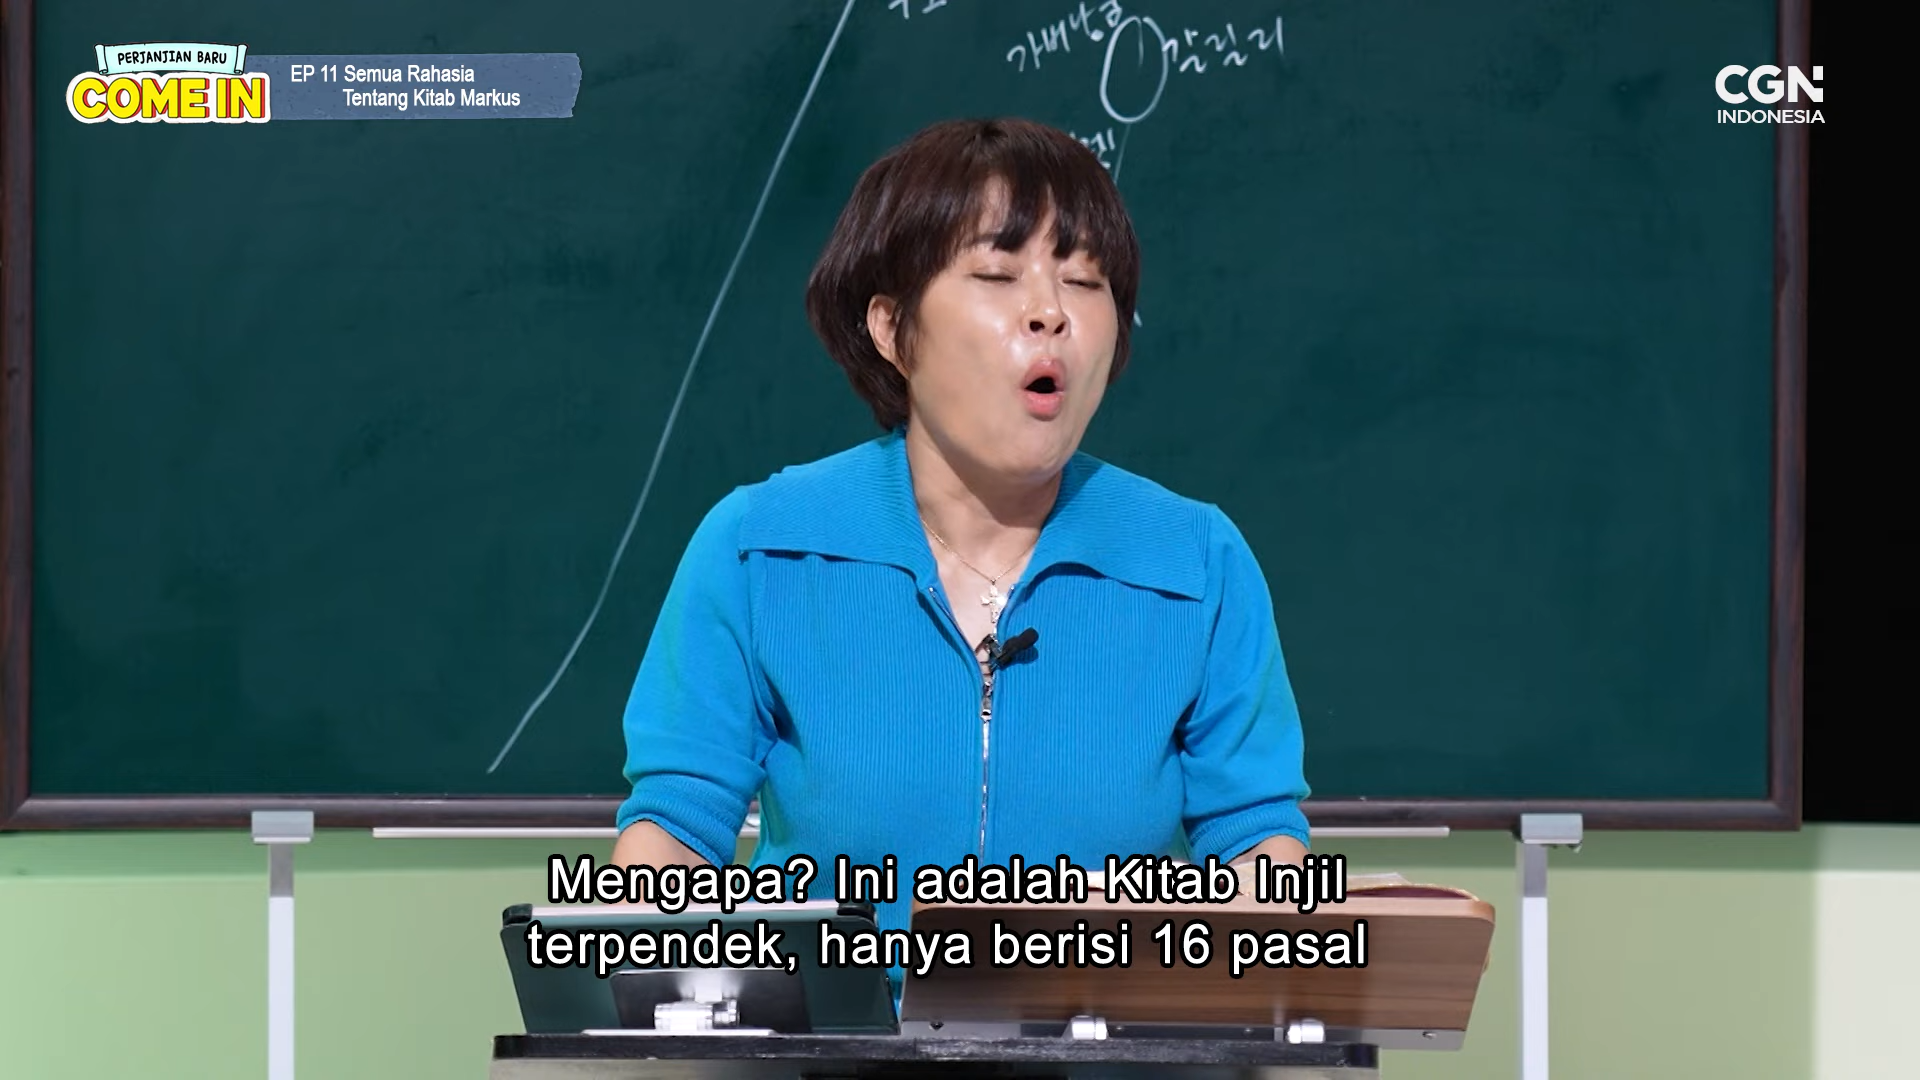 PERJANJIAN BARU
COME IN
EP 11 Semua Rahasia
Tentang Kitab Markus
CGN
INDONESIA
가버나움
갈릴리
Mengapa? Ini adalah Kitab Injil
terpendek, hanya berisi 16 pasal